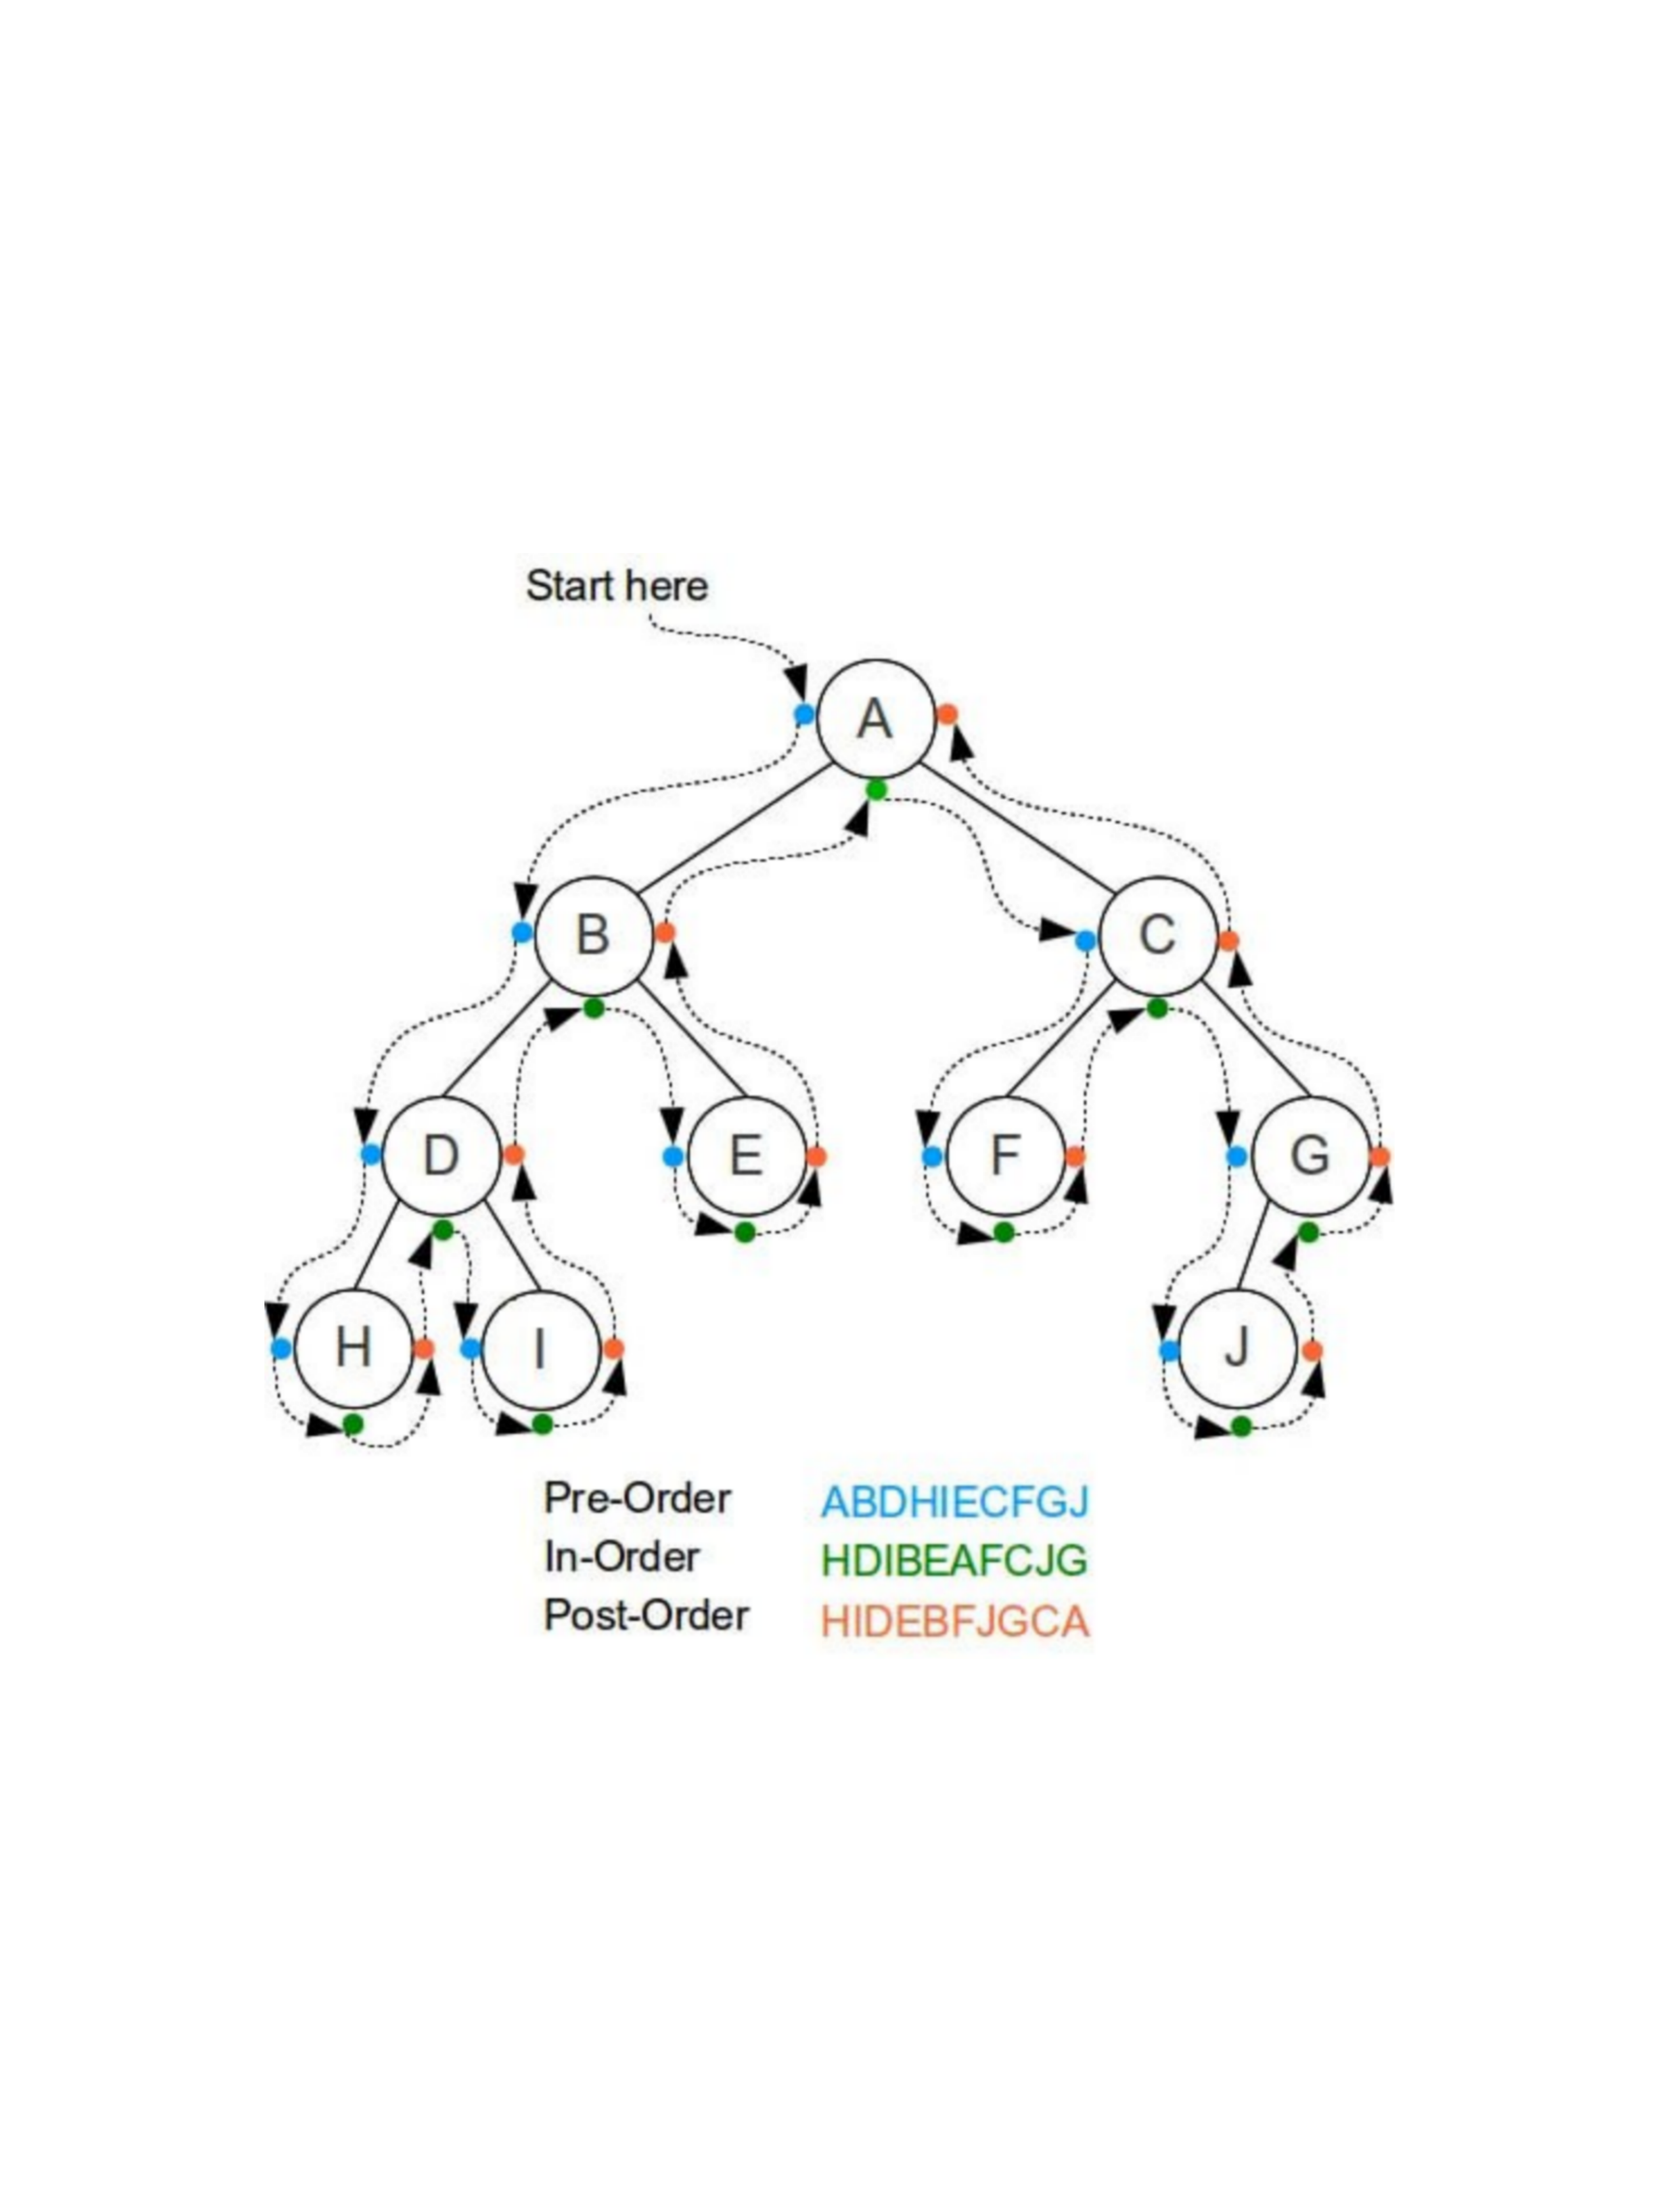 Start here
A
B
C
D
E
F
G
H
I
J
Pre-Order ABDHIECFGJ
In-Order HDIBEAFCJG
Post-Order HIDEBFJGCA